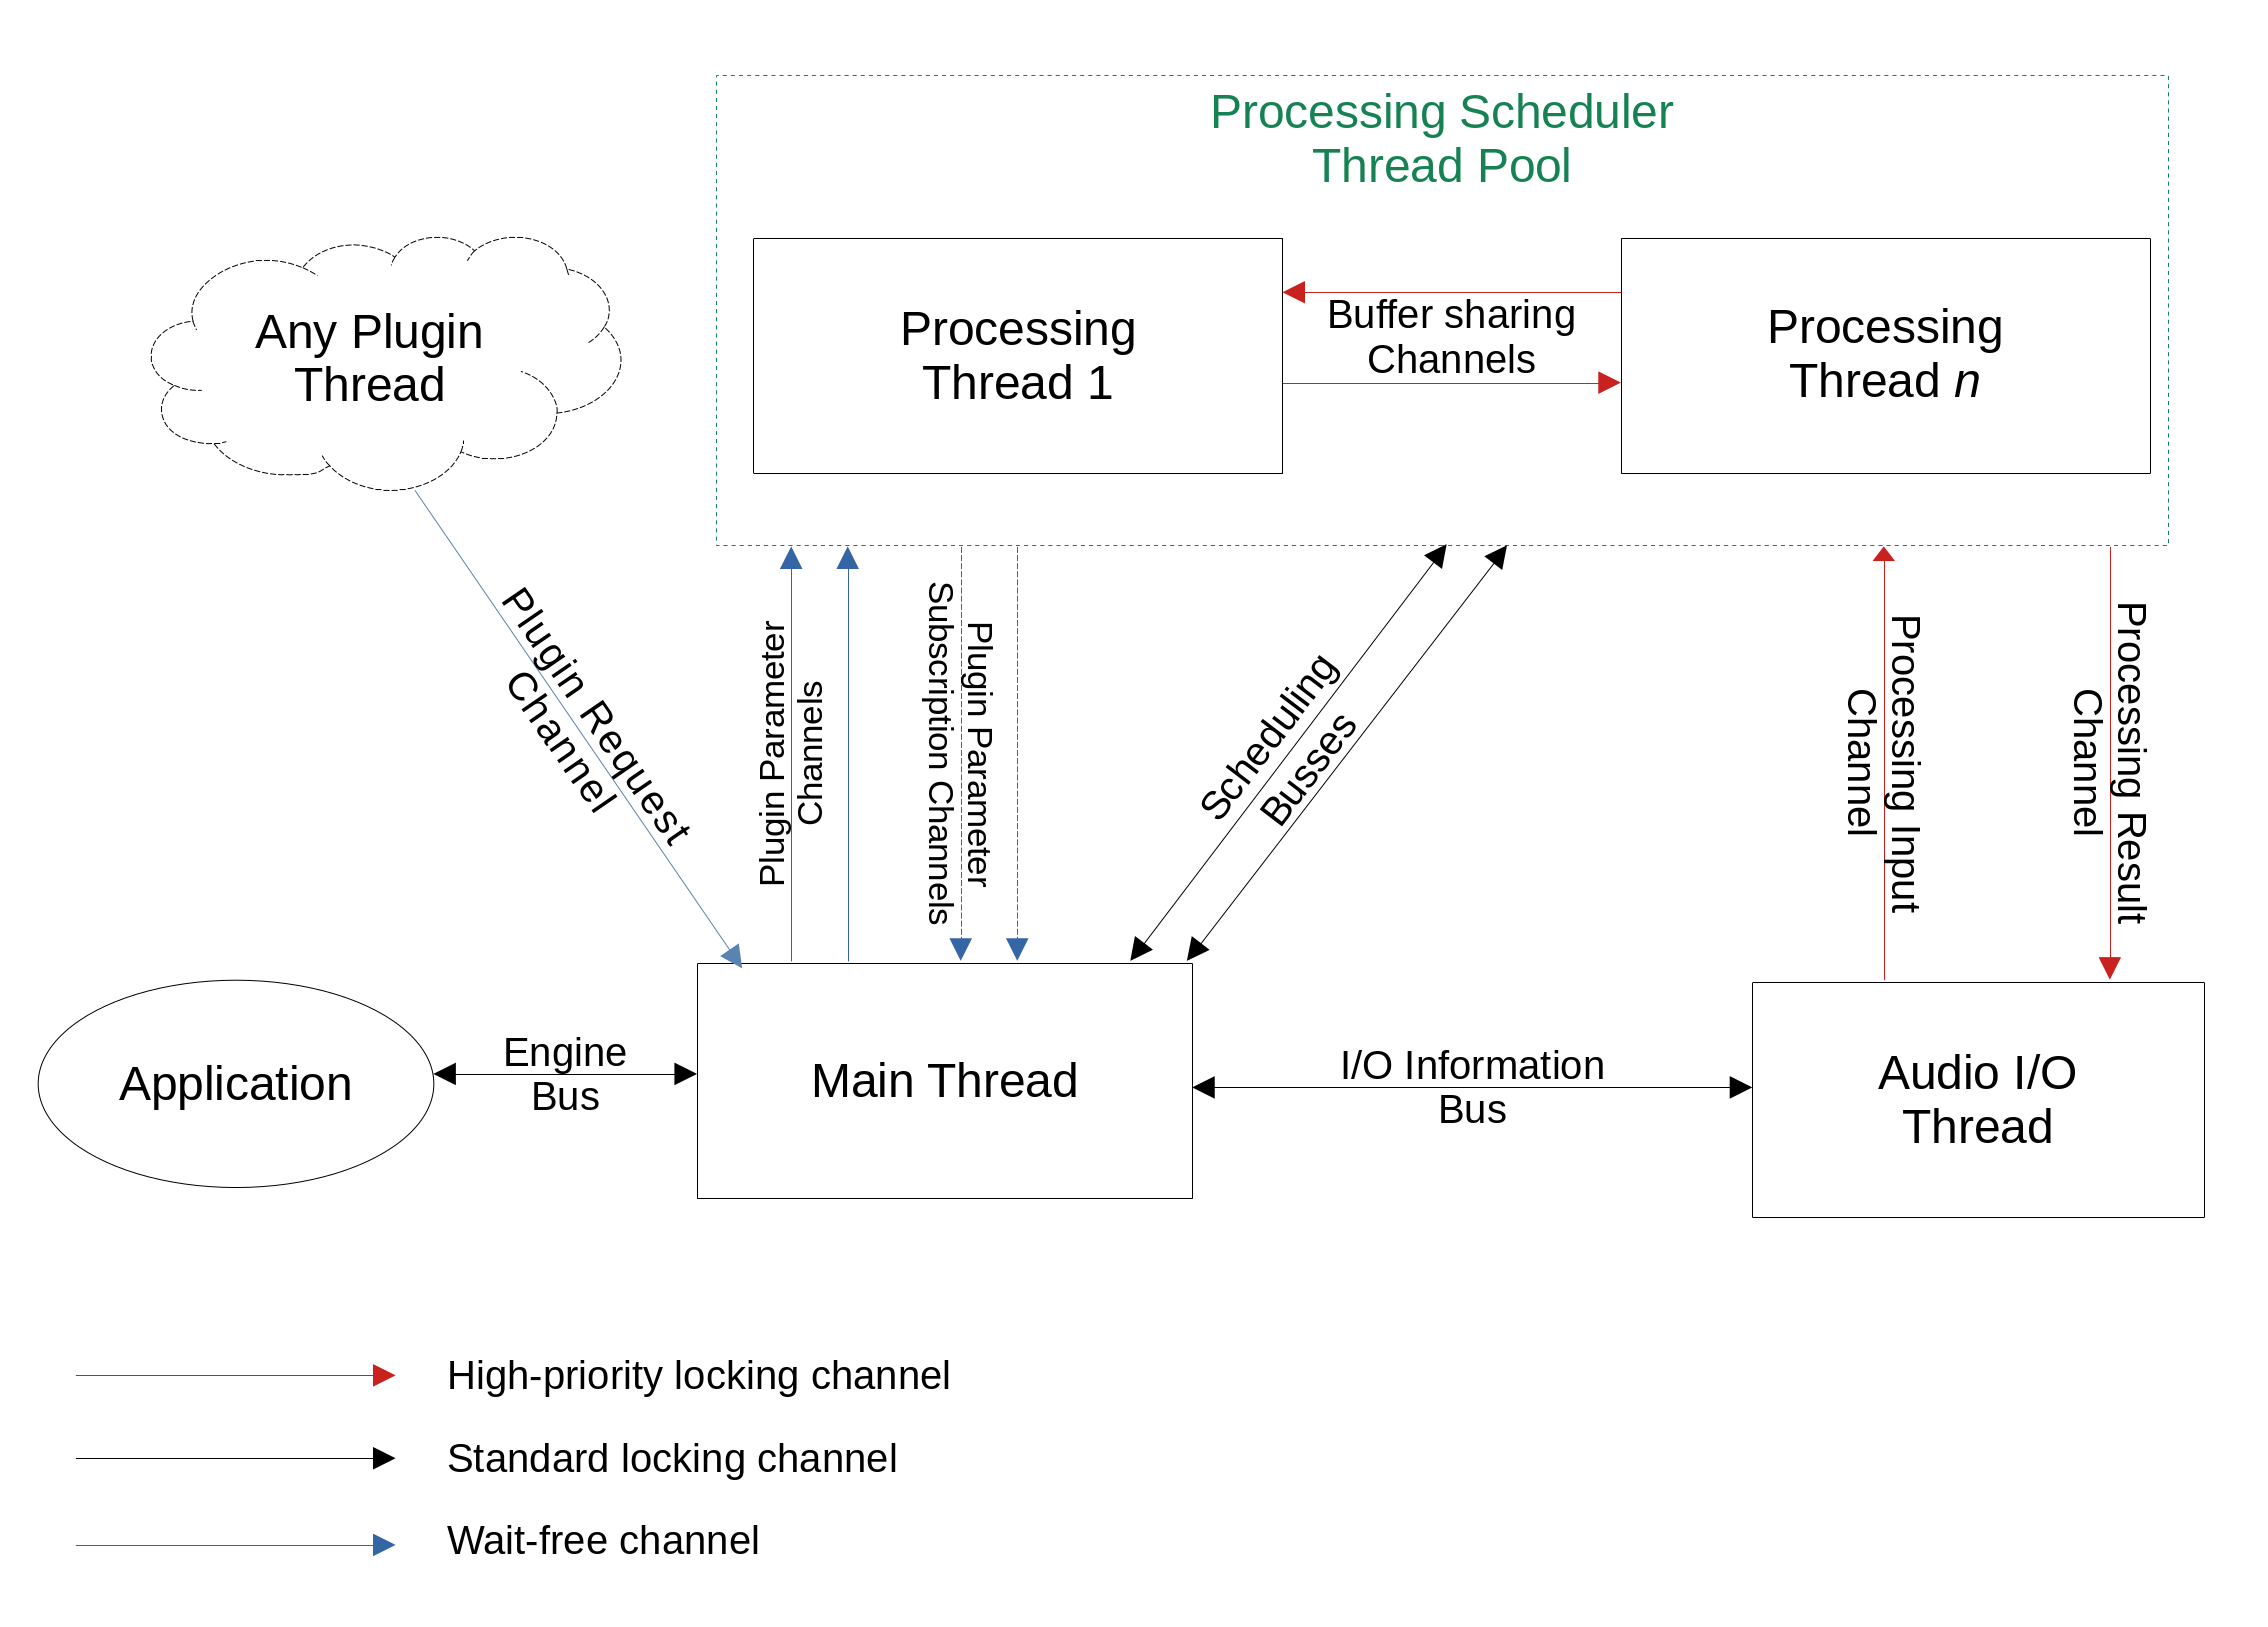 Processing Scheduler
Thread Pool
Any Plugin
Thread
Processing
Thread 1
Buffer sharing
Channels
Processing
Thread n
Plugin Request
Channel
Plugin Parameter
Channels
Plugin Parameter
Subscription Channels
Scheduling
Busses
Processing Input
Channel
Processing Result
Channel
Application
Engine
Bus
Main Thread
I/O Information
Bus
Audio I/O
Thread
High-priority locking channel
Standard locking channel
Wait-free channel